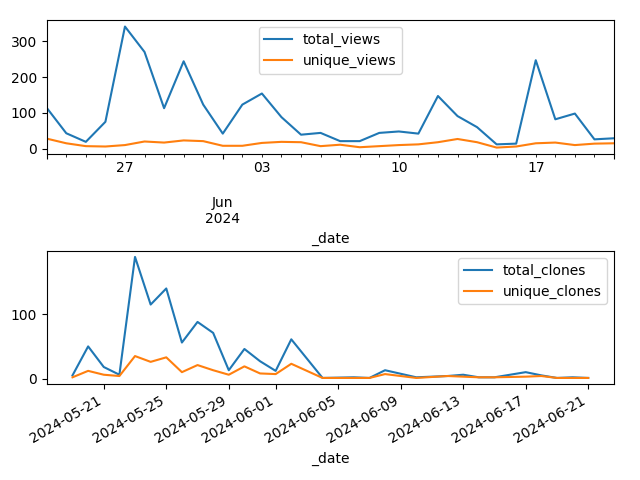 total_views
unique_views
300
200
100
0
27
03
10
17
Jun
2024
_date
total_clones
unique_clones
100
0
2024-05-21
2024-05-25
2024-05-29
2024-06-01
2024-06-05
2024-06-09
2024-06-13
2024-06-17
2024-06-21
_date